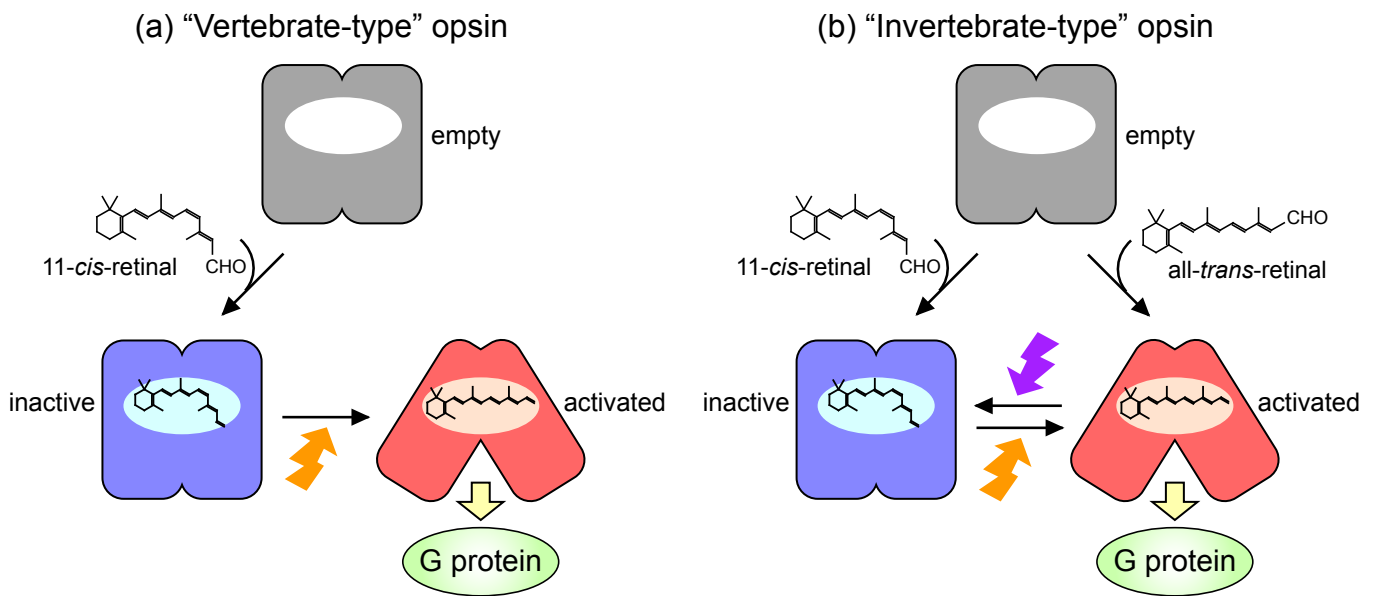 (a) “Vertebrate-type” opsin
empty
11-cis-retinal
CHO
inactive
activated
G protein
(b) “Invertebrate-type” opsin
empty
11-cis-retinal
CHO
CHO
all-trans-retinal
inactive
activated
G protein